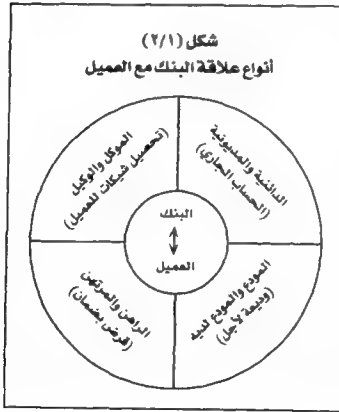 شكل (٢/١)
أنواع علاقة البنك مع العميل
الدائنية والمديونية
(الحساب الجاري)
الموكل والوكيل
(تحصيل شيكات للعميل)
البنك
العميل
المودع والمودع لديه
(وديعة لأجل)
الراهن والمرتهن
(قرض بضمان)